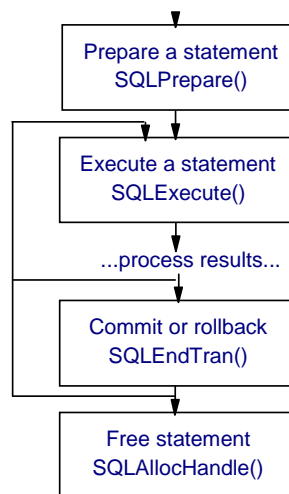 Prepare a statement
SQLPrepare()
Execute a statement
SQLExecute()
...process results...
Commit or rollback
SQLEndTran()
Free statement
SQLAllocHandle()